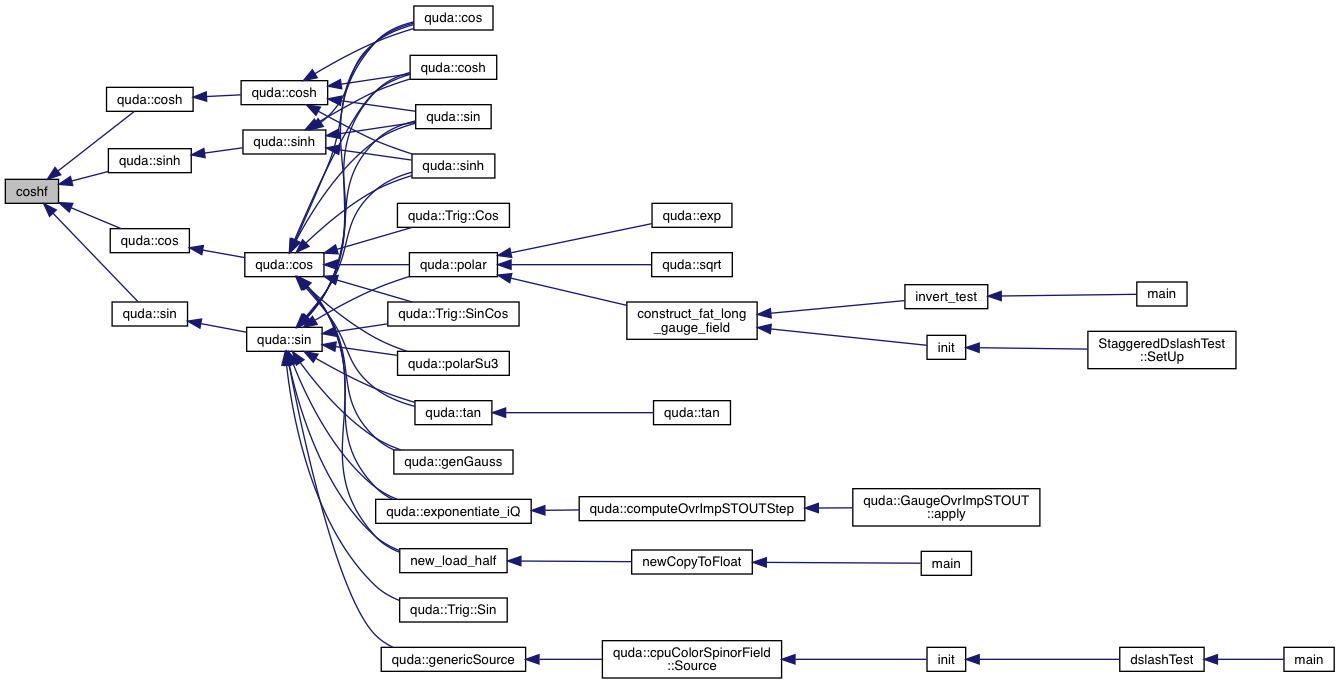 coshf
quda::cosh
quda::sinh
quda::cos
quda::sin
quda::cosh
quda::sinh
quda::cos
quda::sin
quda::cos
quda::cosh
quda::sin
quda::sinh
quda::Trig::Cos
quda::polar
quda::Trig::SinCos
quda::polarSu3
quda::tan
quda::genGauss
quda::exponentiate_iQ
new_load_half
quda::Trig::Sin
quda::genericSource
quda::exp
quda::sqrt
construct_fat_long
_gauge_field
quda::tan
quda::computeOvrImpSTOUTStep
newCopyToFloat
quda::cpuColorSpinorField
::Source
invert_test
init
quda::GaugeOvrImpSTOUT
::apply
main
init
main
StaggeredDslashTest
::SetUp
dslashTest
main